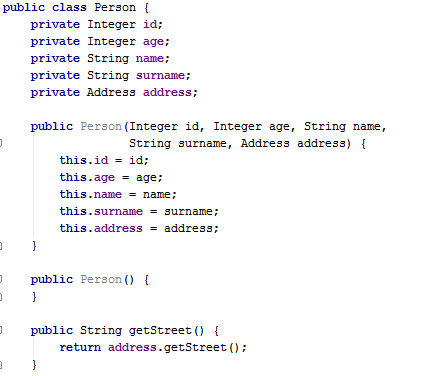 public class Person {
    private Integer id;
    private Integer age;
    private String name;
    private String surname;
    private Address address;

    public Person(Integer id, Integer age, String name,
                  String surname, Address address) {
        this.id = id;
        this.age = age;
        this.name = name;
        this.surname = surname;
        this.address = address;
    }

    public Person() {
    }

    public String getStreet() {
        return address.getStreet();
    }